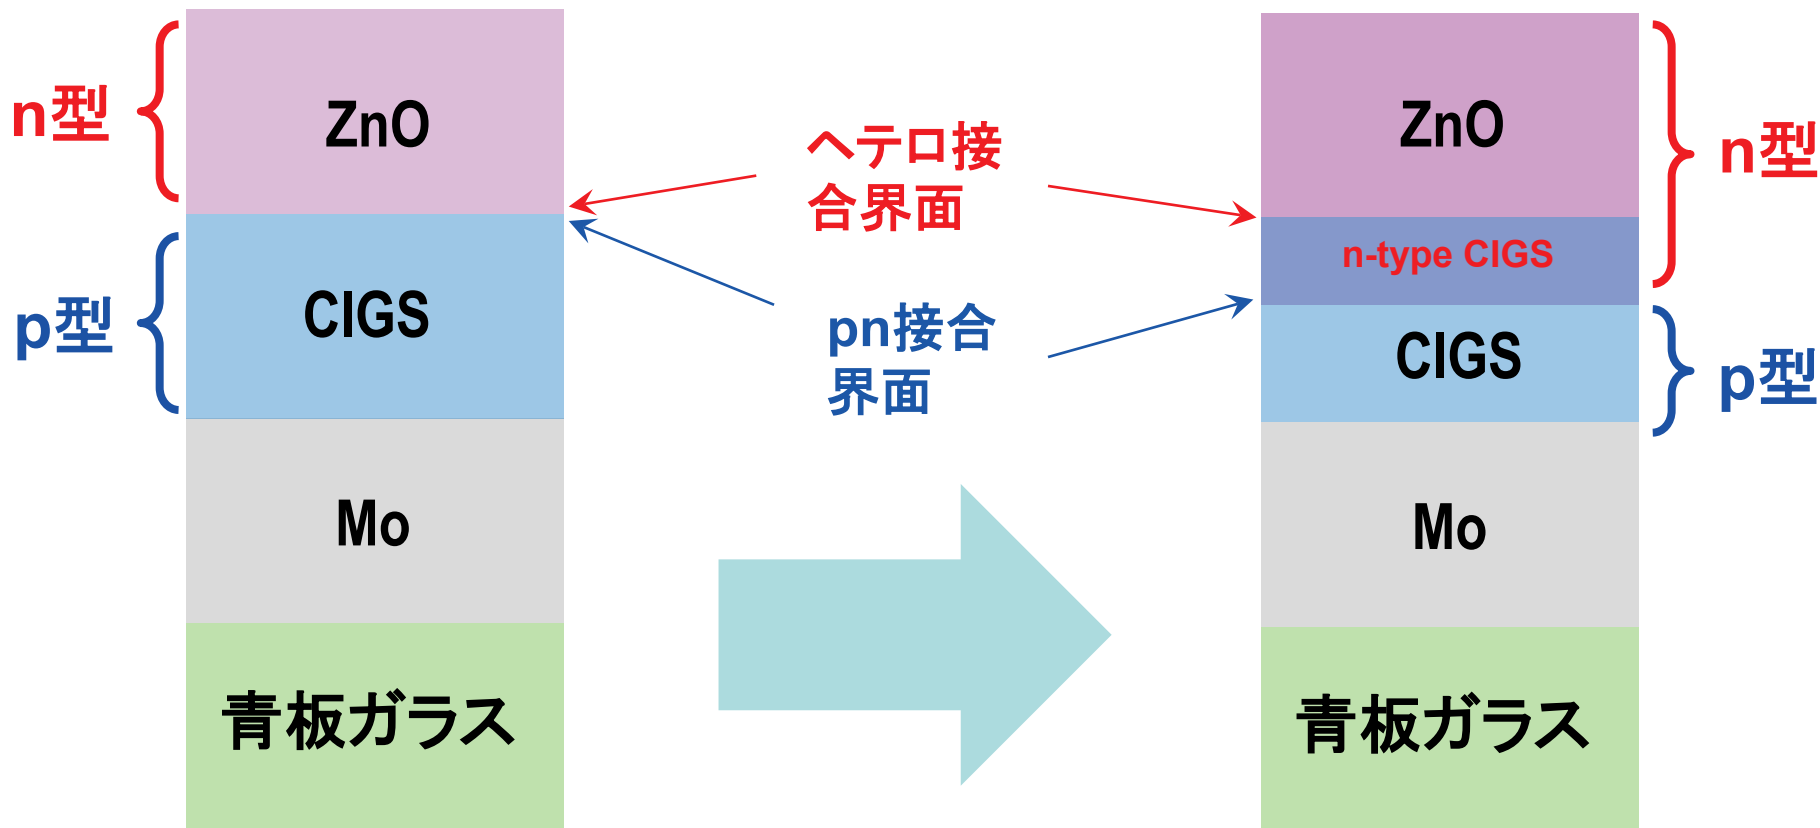 n型
ZnO
p型
CIGS
Mo
青板ガラス
ヘテロ接
合界面
pn接合
界面
ZnO
n型
n-type CIGS
CIGS
p型
Mo
青板ガラス